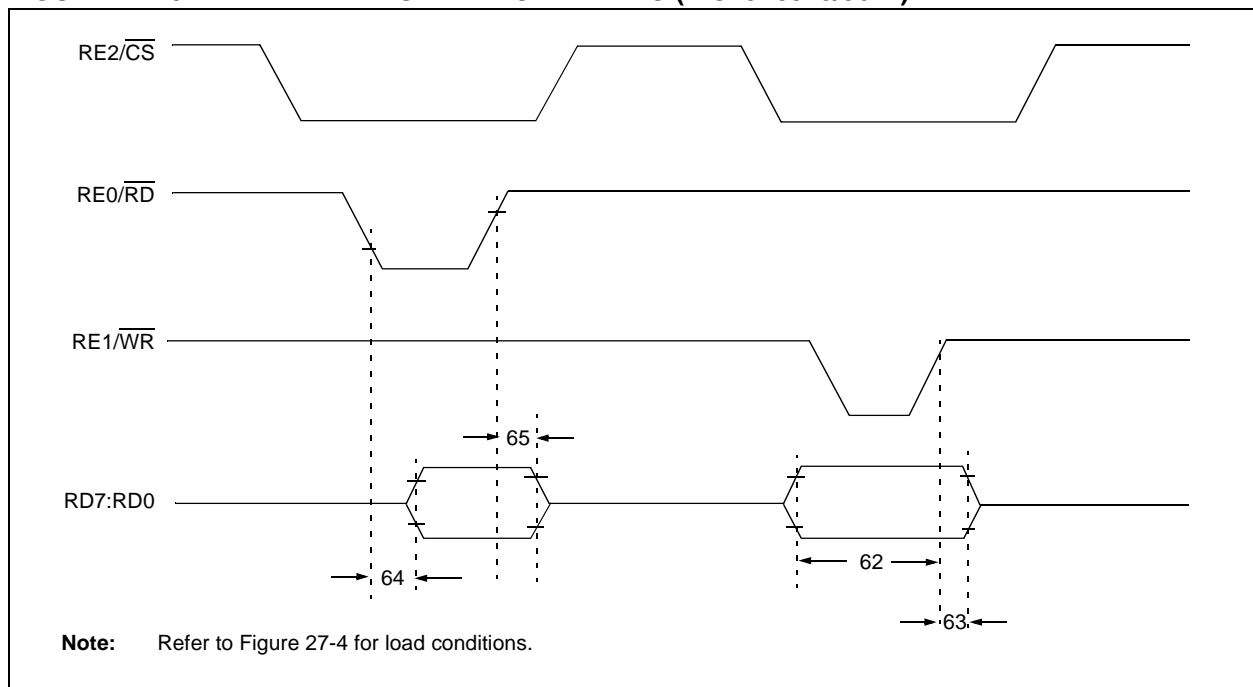 RE2/CS
RE0/RD
RE1/WR
65
RD7:RD0
62
64
63
Note: Refer to Figure 27-4 for load conditions.